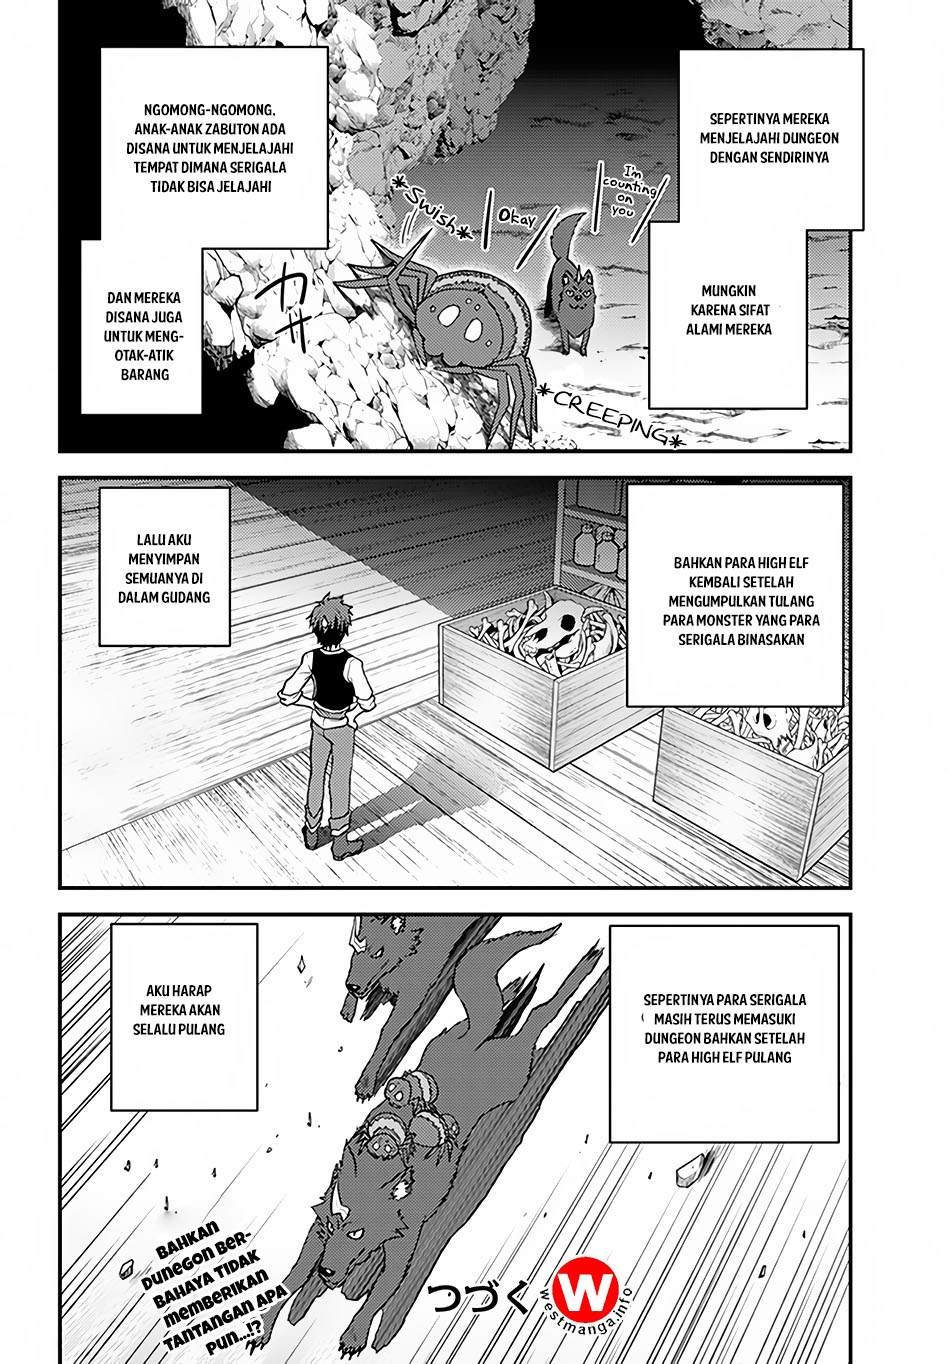 SEPERTINYA MEREKA
MENJELAJAHI DUNGEON
DENGAN SENDIRINYA
MUNGKIN
KARENA SIFAT
ALAMI MEREKA
I'm
counting
on
you
Okay
*Swish*
NGOMONG-NGOMONG,
ANAK-ANAK ZABUTON ADA
DISANA UNTUK MENJELAJAHI
TEMPAT DIMANA SERIGALA
TIDAK BISA JELAJAHI
DAN MEREKA
DISANA JUGA
UNTUK MENG-
OTAK-ATIK
BARANG
カサ
*CREEPING*
BAHKAN PARA HIGH ELF
KEMBALI SETELAH
MENGUMPULKAN TULANG
PARA MONSTER YANG PARA
SERIGALA BINASAKAN
LALU AKU
MENYIMPAN
SEMUANYA DI
DALAM GUDANG
SEPERTINYA PARA SERIGALA
MASIH TERUS MEMASUKI
DUNGEON BAHKAN SETELAH
PARA HIGH ELF PULANG
AKU HARAP
MEREKA AKAN
SELALU PULANG
BAHKAN
DUNEGON BER-
BAHAYA TIDAK
MEMBERIKAN
TANTANGAN APA
PUN...!?
つづく
W
westmanga.info